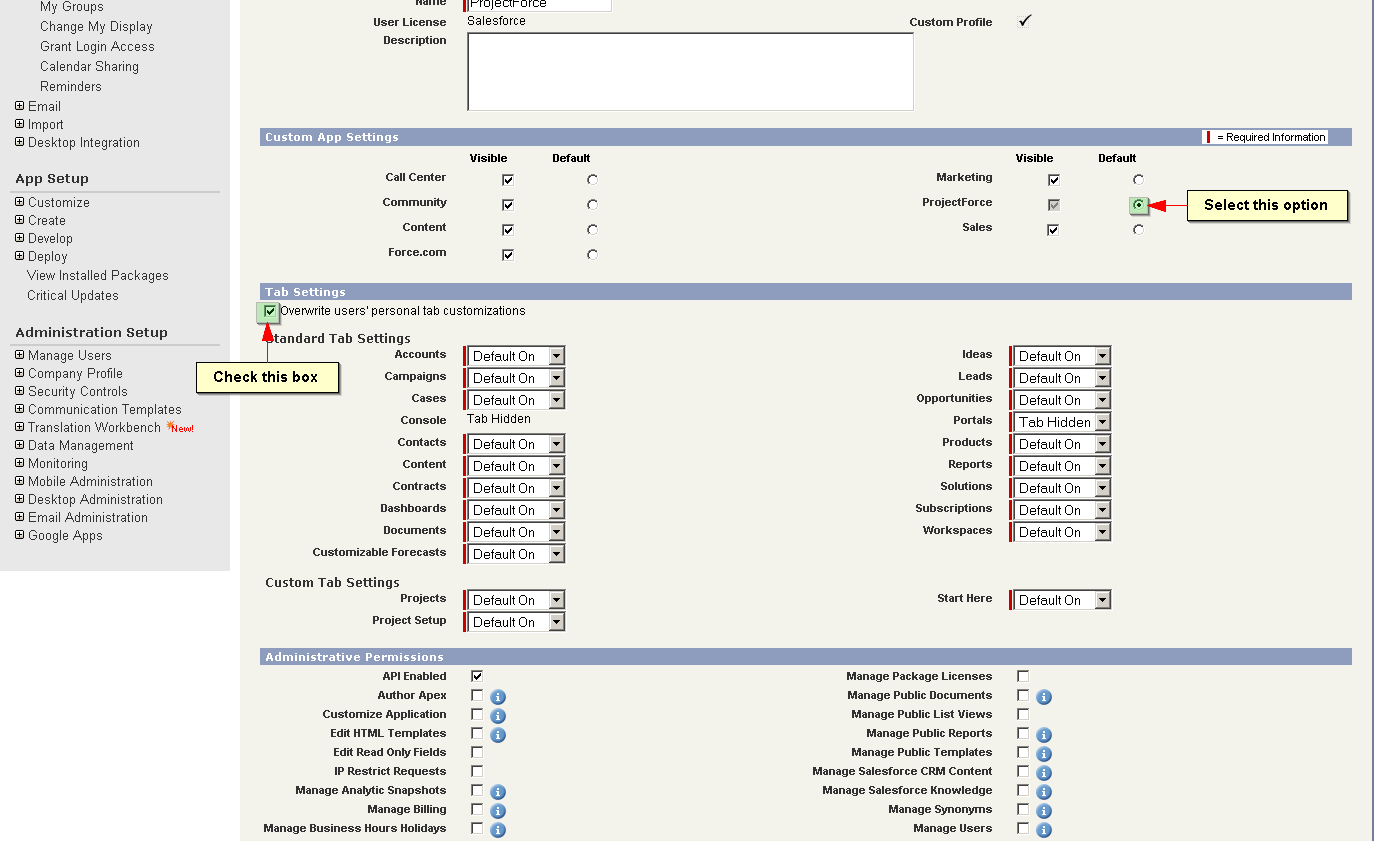 My Groups
Change My Display
Grant Login Access
Calendar Sharing
Reminders
Email
Import
Desktop Integration
App Setup
Customize
Create
Develop
Deploy
View Installed Packages
Critical Updates
Administration Setup
Manage Users
Company Profile
Security Controls
Communication Templates
Translation Workbench New!
Data Management
Monitoring
Mobile Administration
Desktop Administration
Email Administration
Google Apps
Name ProjectForce
User License Salesforce Custom Profile
Description
Custom App Settings = Required Information
Visible Default Visible Default
Call Center Marketing
Community ProjectForce Select this option
Content Sales
Force.com
Tab Settings
Overwrite users' personal tab customizations
Standard Tab Settings
Check this box
Accounts Default On Ideas Default On
Campaigns Default On Leads Default On
Cases Default On Opportunities Default On
Console Tab Hidden Portals Tab Hidden
Contacts Default On Products Default On
Content Default On Reports Default On
Contracts Default On Solutions Default On
Dashboards Default On Subscriptions Default On
Documents Default On Workspaces Default On
Customizable Forecasts Default On
Custom Tab Settings
Projects Default On Start Here Default On
Project Setup Default On
Administrative Permissions
API Enabled Manage Package Licenses
Author Apex Manage Public Documents
Customize Application Manage Public List Views
Edit HTML Templates Manage Public Reports
Edit Read Only Fields Manage Public Templates
IP Restrict Requests Manage Salesforce CRM Content
Manage Analytic Snapshots Manage Salesforce Knowledge
Manage Billing Manage Synonyms
Manage Business Hours Holidays Manage Users